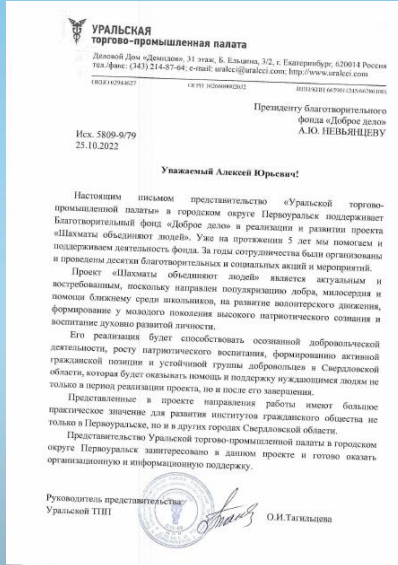 УРАЛЬСКАЯ
торгово-промышленная палата
Деловой Дом «Демидов», 31 этаж, Б. Ельцина, 3/2, г. Екатеринбург, 620014 Россия
тел./факс: (343) 214-87-64; e-mail: uralcci@uralcci.com; http://www.uralcci.com
ОГРН 1026600002032
Президенту благотворительного
фонда «Доброе дело»
А.Ю. НЕВЬЯНЦЕВУ
Исх. 5809-9/79
25.10.2022
Уважаемый Алексей Юрьевич!
Настоящим письмом представительство «Уральской торгово-
промышленной палаты» в городском округе Первоуральск поддерживает
Благотворительный фонд «Доброе дело» в реализации и развитии проекта
«Шахматы объединяют людей». Уже на протяжении 5 лет мы помогаем и
поддерживаем деятельность фонда. За годы сотрудничества были организованы
и проведены десятки благотворительных и социальных акций и мероприятий.
Проект «Шахматы объединяют людей» является актуальным и
востребованным, поскольку направлен популяризацию добра, милосердия и
помощи ближнему среди школьников, на развитие волонтерского движения,
формирование у молодого поколения высокого патриотического сознания и
воспитание духовно развитой личности.
Его реализация будет способствовать осознанной добровольческой
деятельности, росту патриотического воспитания, формированию активной
гражданской позиции и устойчивой группы добровольцев в Свердловской
области, которая будет оказывать помощь и поддержку нуждающимся людям не
только в период реализации проекта, но и после его завершения.
Представленные в проекте направления работы имеют большое
практическое значение для развития институтов гражданского общества не
только в Первоуральске, но и в других городах Свердловской области.
Представительство Уральской торгово-промышленной палаты в городском
округе Первоуральск заинтересовано в данном проекте и готово оказать
организационную и информационную поддержку.
Руководитель представительства
Уральской ТПП
О.И.Тагильцева